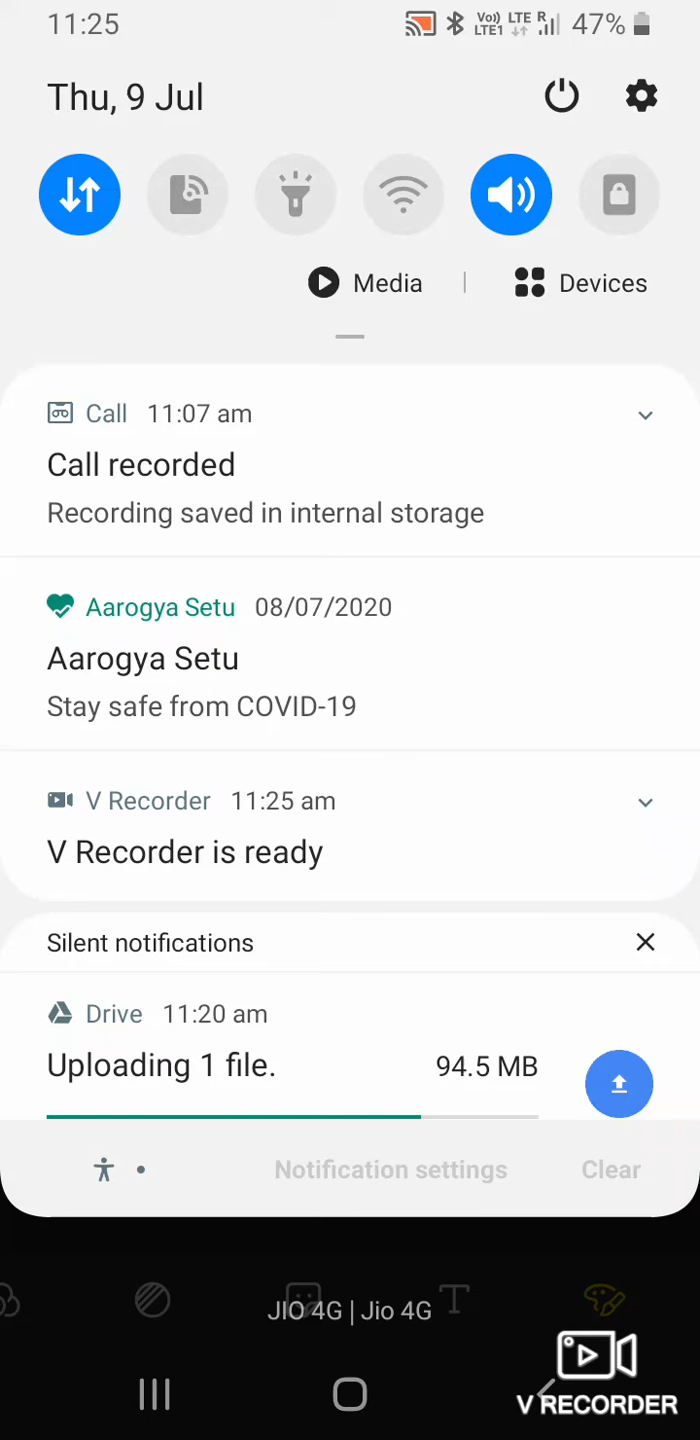 11:25 Vo)) LTE1 LTE R 47%
Thu, 9 Jul
Media | Devices
Call 11:07 am
Call recorded
Recording saved in internal storage
Aarogya Setu 08/07/2020
Aarogya Setu
Stay safe from COVID-19
V Recorder 11:25 am
V Recorder is ready
Silent notifications
Drive 11:20 am
Uploading 1 file. 94.5 MB
Notification settings Clear
JIO 4G | Jio 4G
V RECORDER